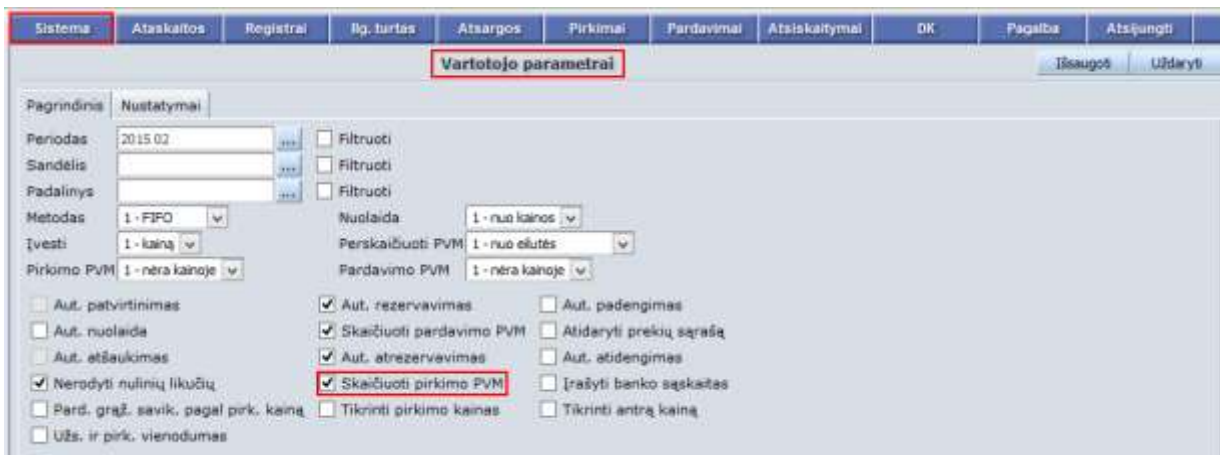 Sistema Ataskaitos Registrai Ilg. turtas Atsargos Pirkimai Pardavimai Atsiskaitymai DK Pagalba Atsijungti
Vartotojo parametrai Išsaugoti Uždaryti
Pagrindinis Nustatymai
Periodas 2015.02 ... Filtruoti
Sandėlis ... Filtruoti
Padalinys ... Filtruoti
Metodas 1 - FIFO Nuolaida 1 - nuo kainos
Įvesti 1 - kainą Perskaičiuoti PVM 1 - nuo eilutės
Pirkimo PVM 1 - nėra kainoje Pardavimo PVM 1 - nėra kainoje
Aut. patvirtinimas Aut. rezervavimas Aut. padengimas
Aut. nuolaida Skaičiuoti pardavimo PVM Atidaryti prekių sąrašą
Aut. atšaukimas Aut. atrezervavimas Aut. atidengimas
Nerodyti nulinių likučių Skaičiuoti pirkimo PVM Įrašyti banko sąskaitas
Pard. grąž. savik. pagal pirk. kainą Tikrinti pirkimo kainas Tikrinti antrą kainą
Užs. ir pirk. vienodumas